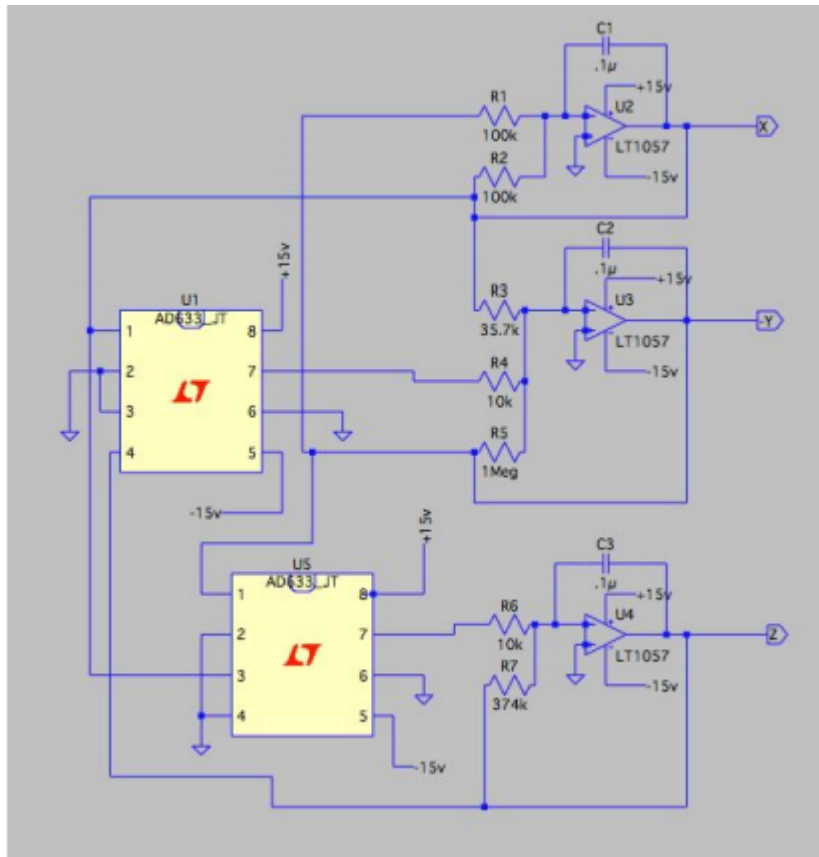 C1
.1µ
+15v
R1
100k
U2
LT1057
-15v
X
R2
100k
C2
.1µ
+15v
R3
35.7k
U3
LT1057
-15v
-Y
R4
10k
R5
1Meg
+15v
U1
AD633_JT
1
2
3
4
8
7
6
5
-15v
+15v
U5
AD633_JT
1
2
3
4
8
7
6
5
-15v
C3
.1µ
+15v
R6
10k
U4
LT1057
-15v
Z
R7
374k